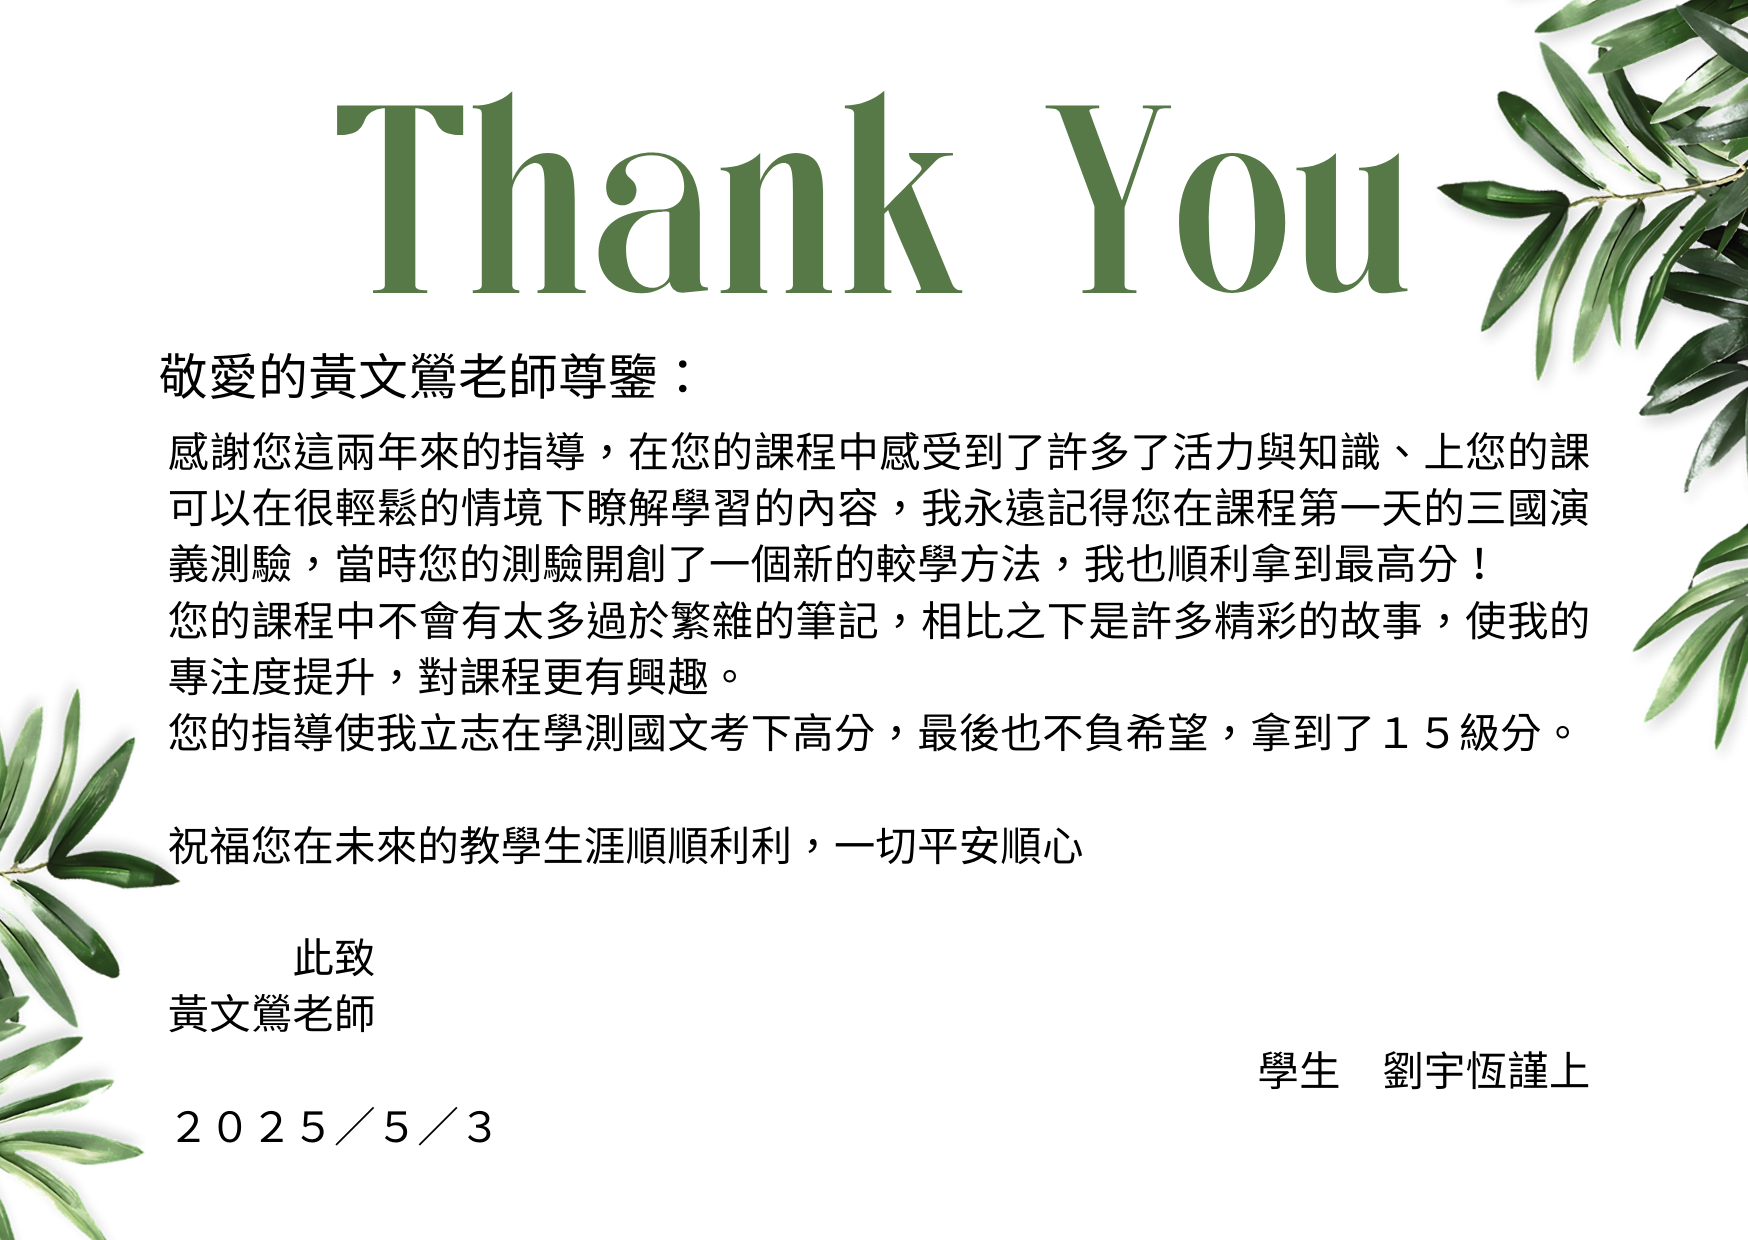 Thank You
敬愛的黃文鶯老師尊鑒：
感謝您這兩年來的指導，在您的課程中感受到了許多了活力與知識、上您的課
可以在很輕鬆的情境下瞭解學習的內容，我永遠記得您在課程第一天的三國演
義測驗，當時您的測驗開創了一個新的較學方法，我也順利拿到最高分！
您的課程中不會有太多過於繁雜的筆記，相比之下是許多精彩的故事，使我的
專注度提升，對課程更有興趣。
您的指導使我立志在學測國文考下高分，最後也不負希望，拿到了１５級分。
祝福您在未來的教學生涯順順利利，一切平安順心
此致
黃文鶯老師
學生　劉宇恆謹上
２０２５／５／３